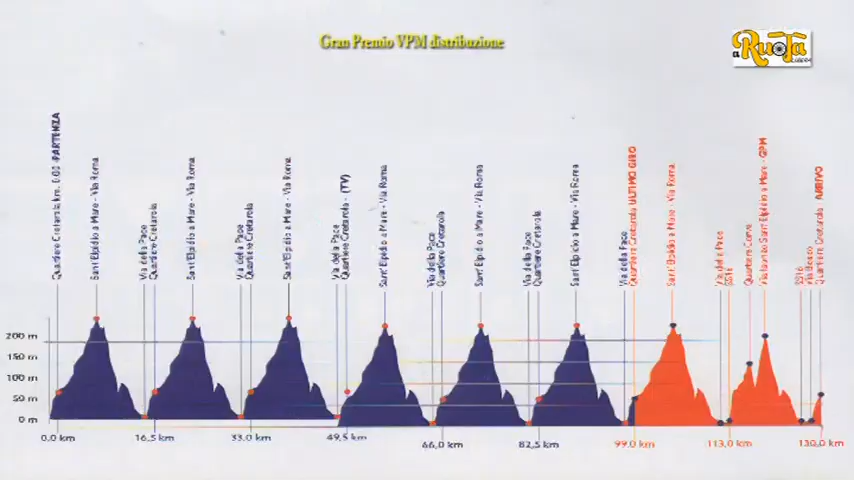 Gran Premio VPM distribuzione
a RuoTa
Quartiere Cretarola km. 0,00 - PARTENZA
Sant'Elpidio a Mare - Via Roma
Via della Pace
Quartiere Cretarola
Sant'Elpidio a Mare - Via Roma
Via della Pace
Quartiere Cretarola
Sant'Elpidio a Mare - Via Roma
Via della Pace
Quartiere Cretarola - (TV)
Sant'Elpidio a Mare - Via Roma
Via della Pace
Quartiere Cretarola
Sant'Elpidio a Mare - Via Roma
Via della Pace
Quartiere Cretarola
Sant'Elpidio a Mare - Via Roma
Via della Pace
Quartiere Cretarola ULTIMO GIRO
Sant'Elpidio a Mare - Via Roma
Via della Pace
SS16
Quartiere Corva
Sant'Elpidio a Mare - GPM
SS16
Quartiere Cretarola - ARRIVO
200 m
150 m
100 m
50 m
0 m
0,0 km
16,5 km
33,0 km
49,5 km
66,0 km
82,5 km
99,0 km
113,0 km
130,0 km